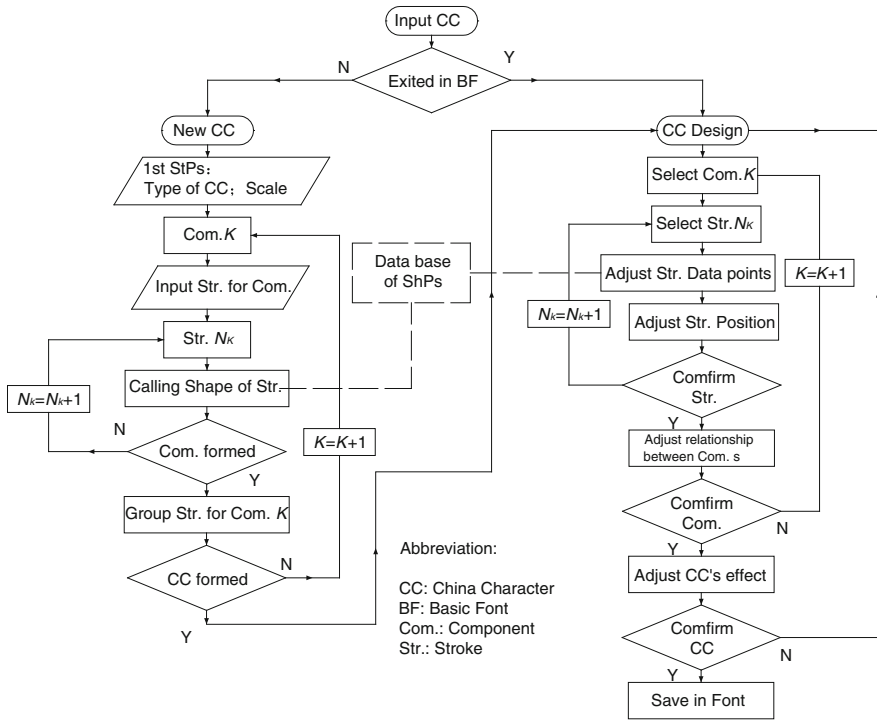 Input CC
Exited in BF
N
Y
New CC
1st StPs:
Type of CC; Scale
Com.K
Input Str. for Com.
Str. NK
Calling Shape of Str.
Nk=Nk+1
N
Com. formed
Y
Group Str. for Com. K
CC formed
N
Y
K=K+1
Data base
of ShPs
CC Design
Select Com.K
Select Str.NK
Adjust Str. Data points
K=K+1
Nk=Nk+1
Adjust Str. Position
Comfirm
Str.
Y
Adjust relationship
between Com. s
Comfirm
Com.
N
Y
Adjust CC's effect
Comfirm
CC
N
Y
Save in Font
Abbreviation:
CC: China Character
BF: Basic Font
Com.: Component
Str.: Stroke